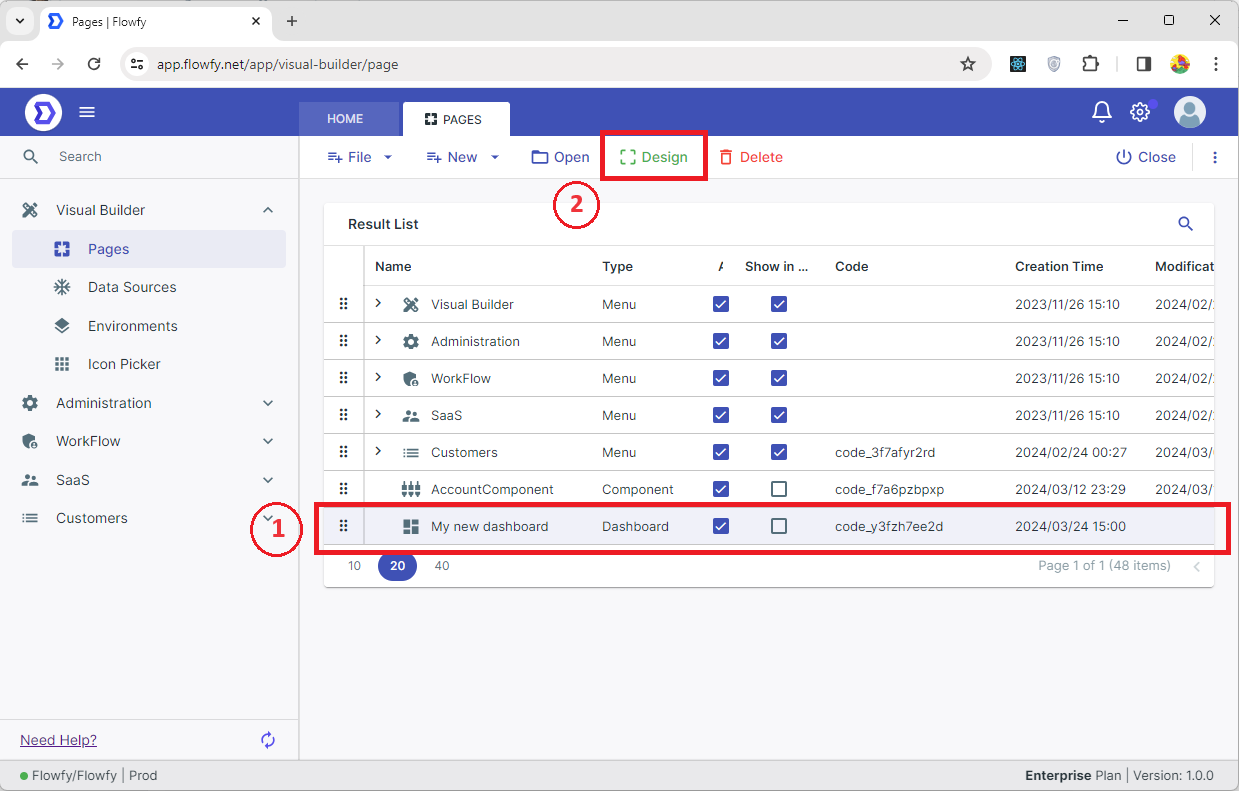 Pages | Flowfy
app.flowfy.net/app/visual-builder/page
HOME
PAGES
Search
File
New
Open
Design
Delete
Close
2
Visual Builder
Pages
Data Sources
Environments
Icon Picker
Administration
WorkFlow
SaaS
Customers
1
Result List
Name Type Show in ... Code Creation Time Modificat
Visual Builder Menu 2023/11/26 15:10 2024/02/
Administration Menu 2023/11/26 15:10 2024/02/
WorkFlow Menu 2023/11/26 15:10 2024/02/
SaaS Menu 2023/11/26 15:10 2024/02/
Customers Menu code_3f7afyr2rd 2024/02/24 00:27 2024/03/
AccountComponent Component code_f7a6pzbpxp 2024/03/12 23:29 2024/03/
My new dashboard Dashboard code_y3fzh7ee2d 2024/03/24 15:00
10 20 40 Page 1 of 1 (48 items)
Need Help?
Flowfy/Flowfy | Prod
Enterprise Plan | Version: 1.0.0